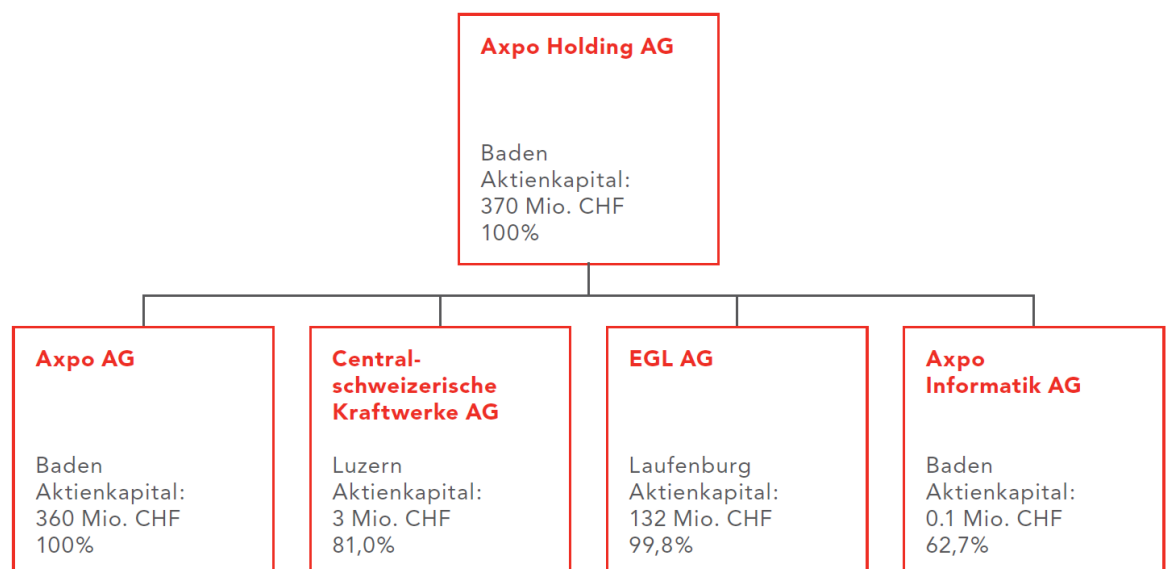 Axpo Holding AG
Baden
Aktienkapital:
370 Mio. CHF
100%
Axpo AG
Baden
Aktienkapital:
360 Mio. CHF
100%
Central-
schweizerische
Kraftwerke AG
Luzern
Aktienkapital:
3 Mio. CHF
81,0%
EGL AG
Laufenburg
Aktienkapital:
132 Mio. CHF
99,8%
Axpo
Informatik AG
Baden
Aktienkapital:
0.1 Mio. CHF
62,7%